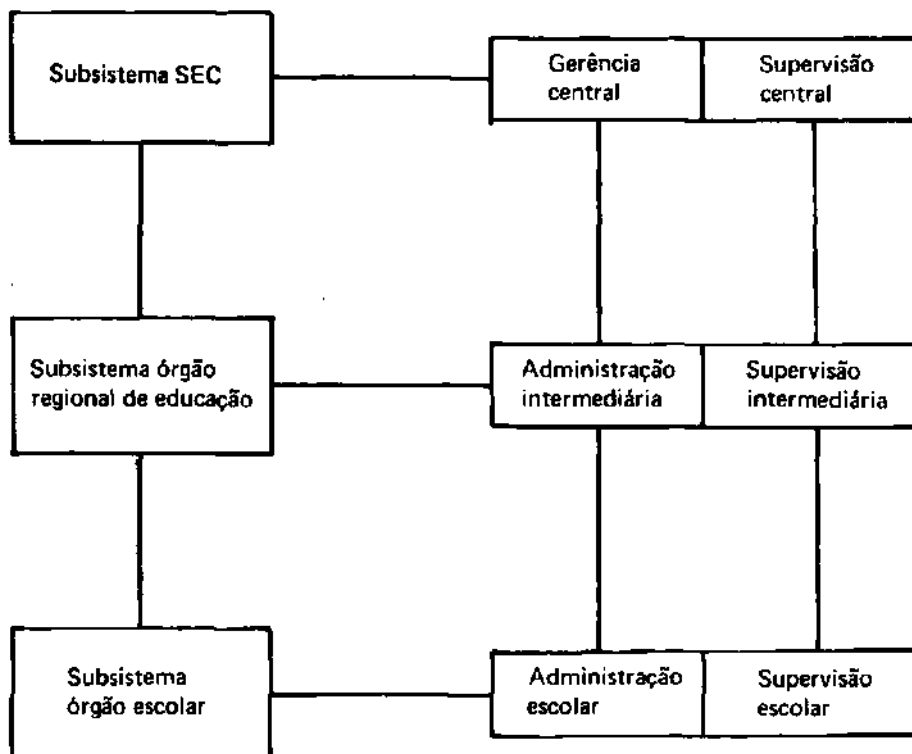 Subsistema SEC
Gerência
central
Supervisão
central
Subsistema órgão
regional de educação
Administração
intermediária
Supervisão
intermediária
Subsistema
órgão escolar
Administração
escolar
Supervisão
escolar